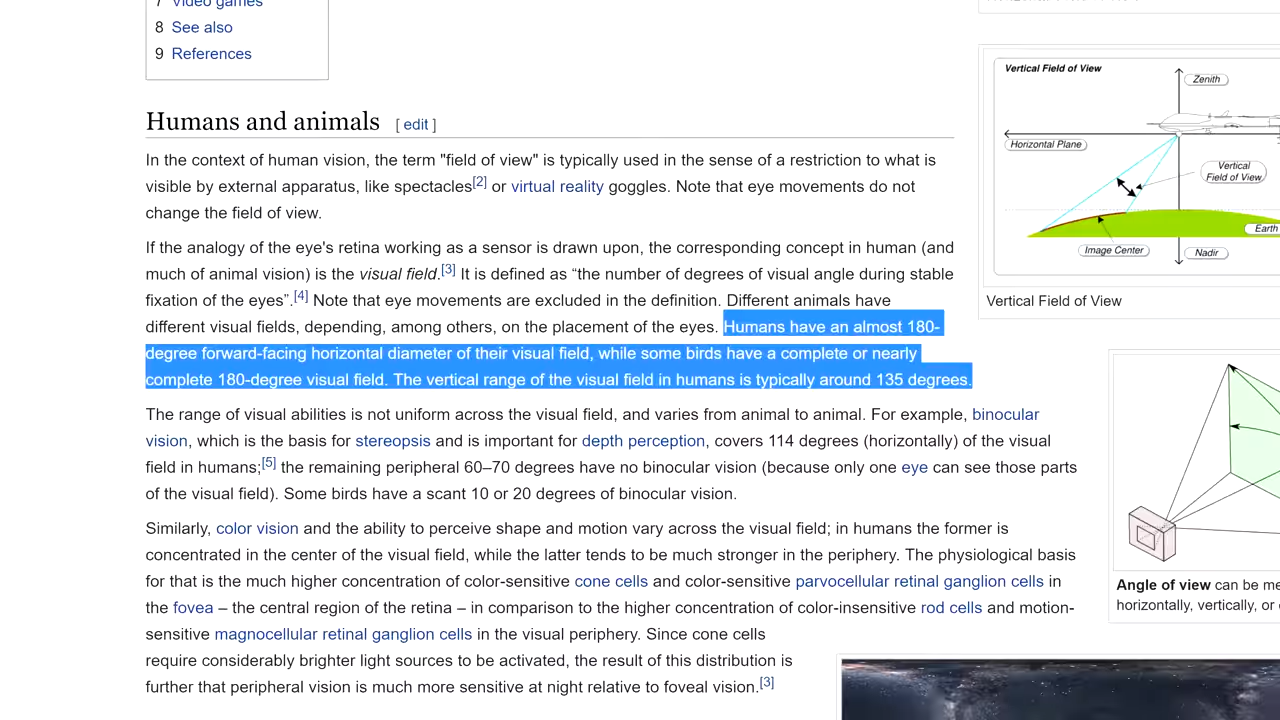 7 Video games
8 See also
9 References
Humans and animals [ edit ]
In the context of human vision, the term "field of view" is typically used in the sense of a restriction to what is
visible by external apparatus, like spectacles[2] or virtual reality goggles. Note that eye movements do not
change the field of view.
If the analogy of the eye's retina working as a sensor is drawn upon, the corresponding concept in human (and
much of animal vision) is the visual field.[3] It is defined as “the number of degrees of visual angle during stable
fixation of the eyes”.[4] Note that eye movements are excluded in the definition. Different animals have
different visual fields, depending, among others, on the placement of the eyes. Humans have an almost 180-
degree forward-facing horizontal diameter of their visual field, while some birds have a complete or nearly
complete 180-degree visual field. The vertical range of the visual field in humans is typically around 135 degrees.
The range of visual abilities is not uniform across the visual field, and varies from animal to animal. For example, binocular
vision, which is the basis for stereopsis and is important for depth perception, covers 114 degrees (horizontally) of the visual
field in humans;[5] the remaining peripheral 60–70 degrees have no binocular vision (because only one eye can see those parts
of the visual field). Some birds have a scant 10 or 20 degrees of binocular vision.
Similarly, color vision and the ability to perceive shape and motion vary across the visual field; in humans the former is
concentrated in the center of the visual field, while the latter tends to be much stronger in the periphery. The physiological basis
for that is the much higher concentration of color-sensitive cone cells and color-sensitive parvocellular retinal ganglion cells in
the fovea – the central region of the retina – in comparison to the higher concentration of color-insensitive rod cells and motion-
sensitive magnocellular retinal ganglion cells in the visual periphery. Since cone cells
require considerably brighter light sources to be activated, the result of this distribution is
further that peripheral vision is much more sensitive at night relative to foveal vision.[3]
Vertical Field of View
Zenith
Horizontal Plane
Vertical
Field of View
Earth
Image Center
Nadir
Vertical Field of View
Angle of view can be me
horizontally, vertically, or